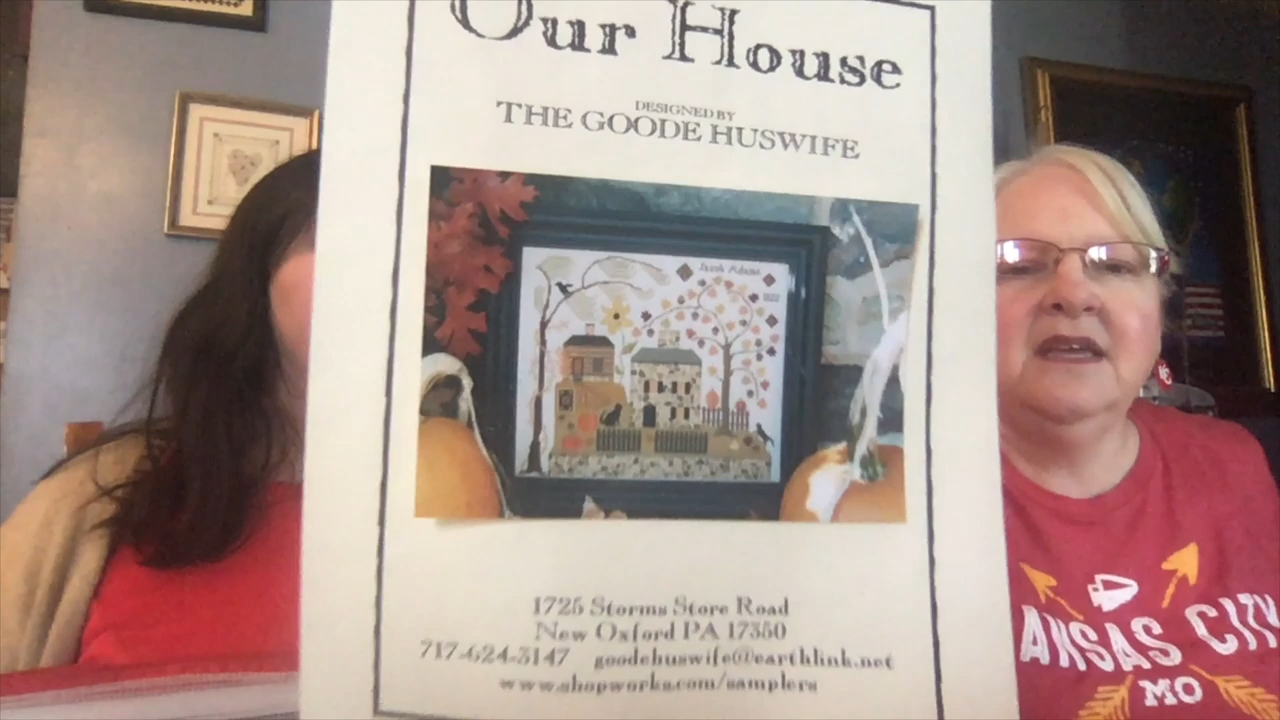 Our House
DESIGNED BY
THE GOODE HUSWIFE
1725 Storms Store Road
New Oxford PA 17350
717-624-3147 goodehuswife@earthlink.net
www.shopworks.com/samplers
ANSAS CITY
MO